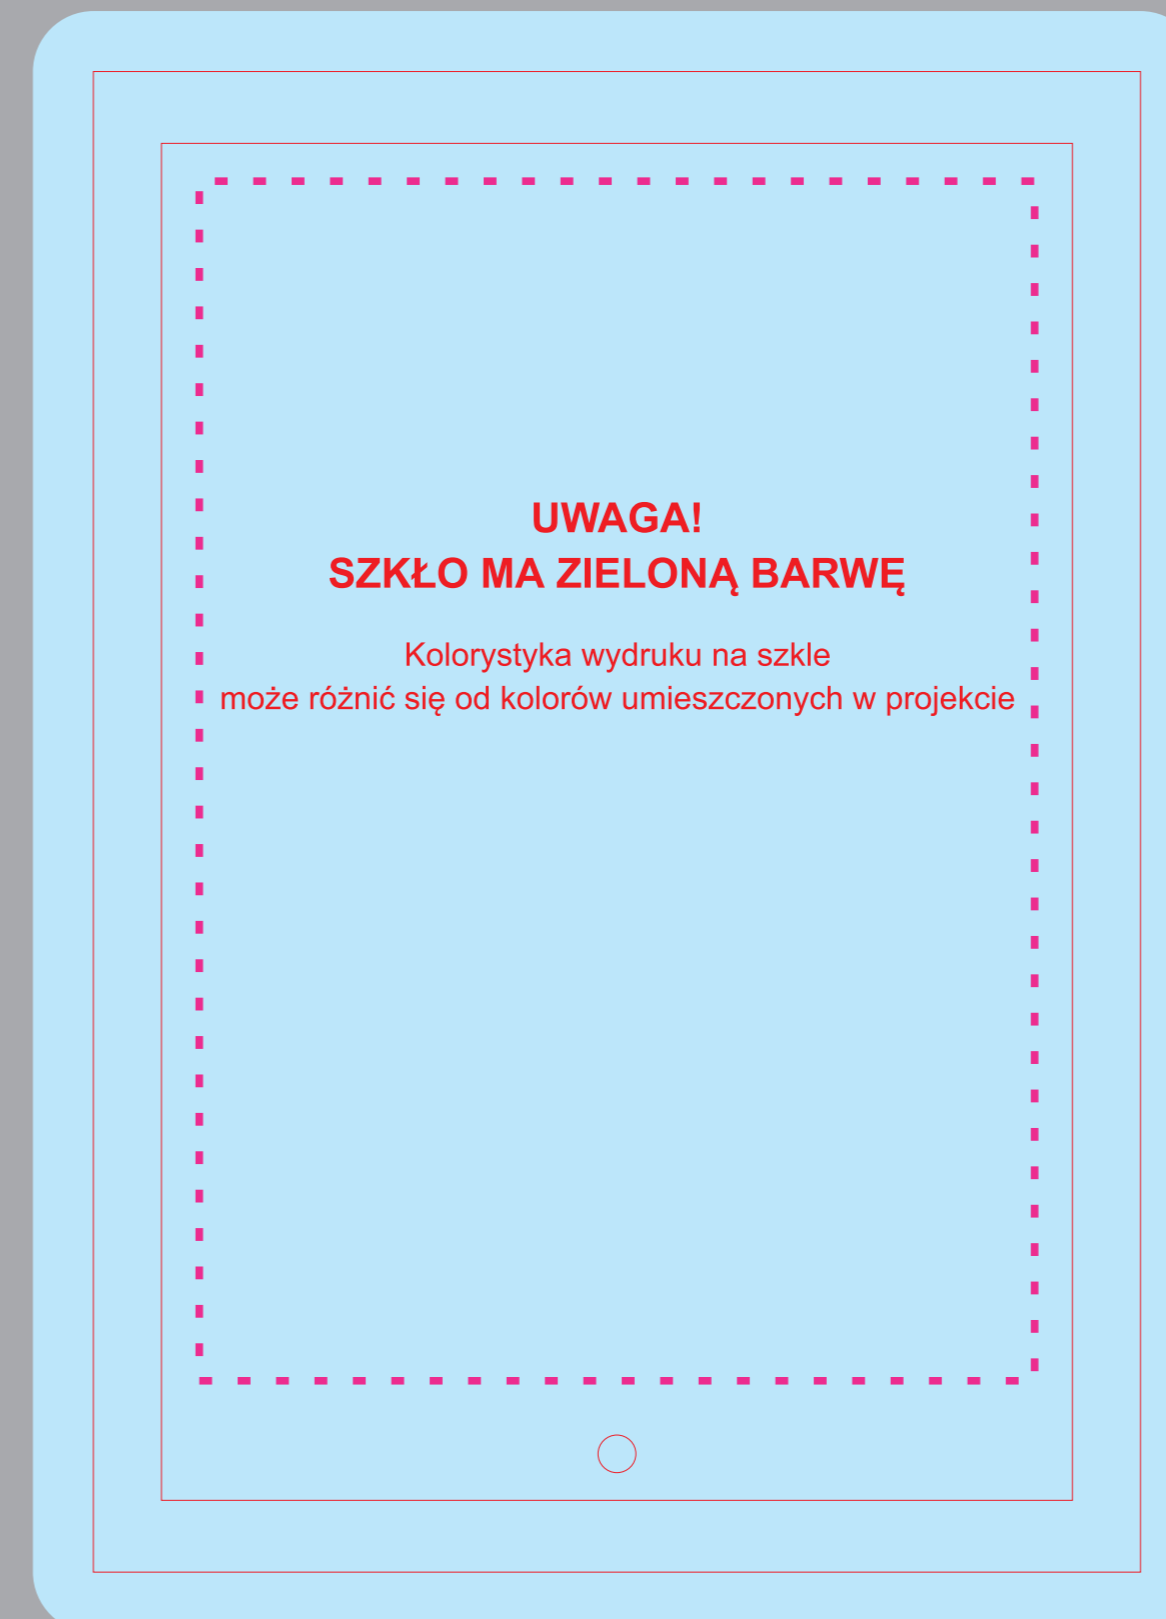 UWAGA!
SZKŁO MA ZIELONĄ BARWĘ
Kolorystyka wydruku na szkle
może różnić się od kolorów umieszczonych w projekcie